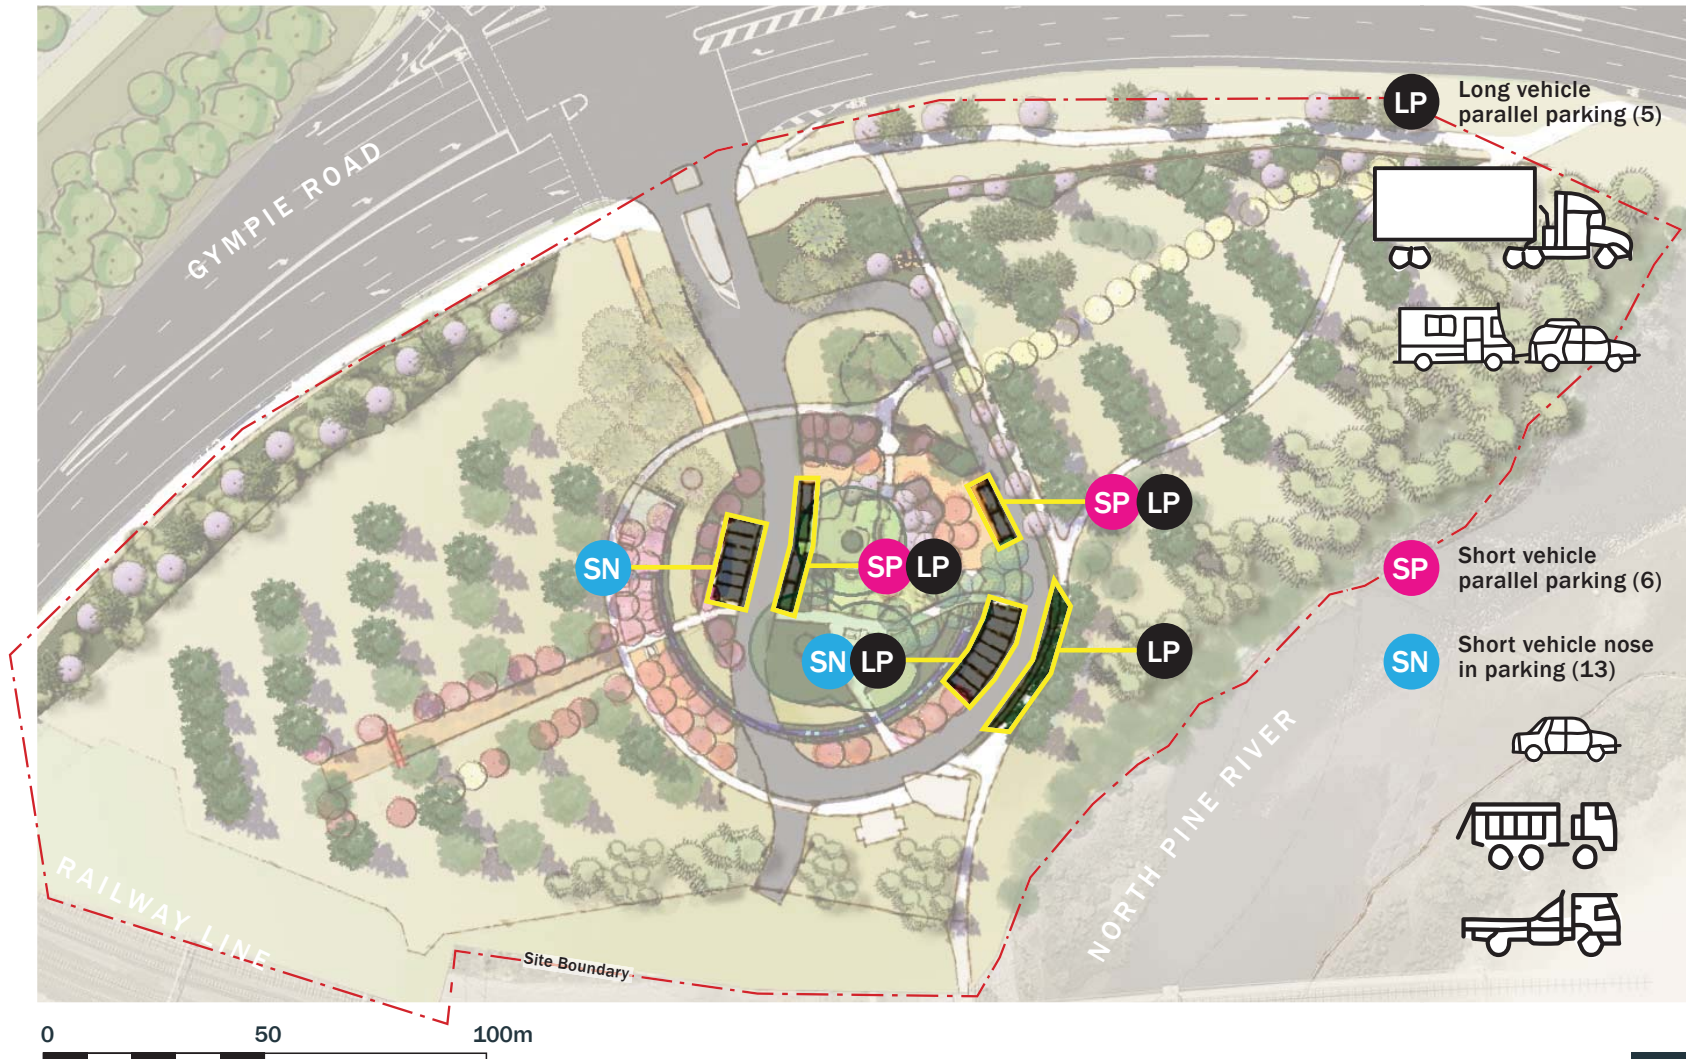 LP
Long vehicle
parallel parking (5)
GYMPIE ROAD
SP LP
SN
SP LP
SP
Short vehicle
parallel parking (6)
SN LP
LP
SN
Short vehicle nose
in parking (13)
NORTH PINE RIVER
RAILWAY LINE
Site Boundary
0 50 100m